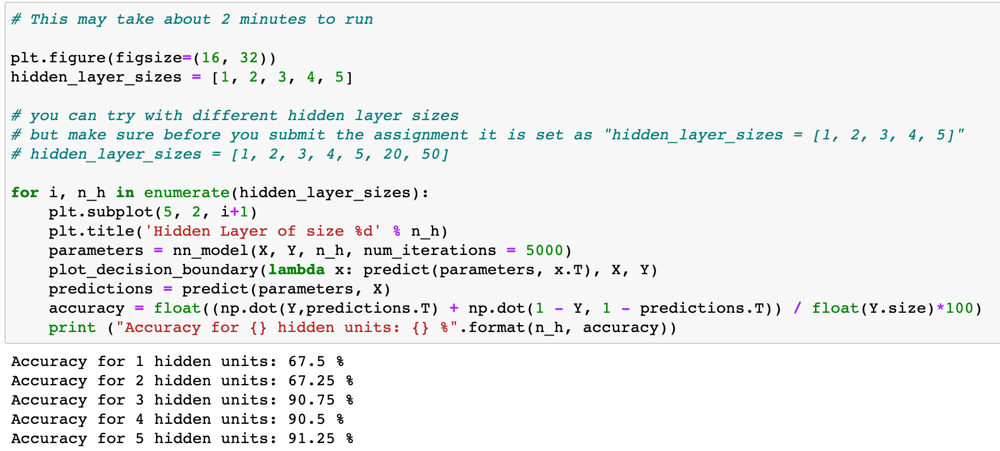 # This may take about 2 minutes to run
plt.figure(figsize=(16, 32))
hidden_layer_sizes = [1, 2, 3, 4, 5]
# you can try with different hidden layer sizes
# but make sure before you submit the assignment it is set as "hidden_layer_sizes = [1, 2, 3, 4, 5]"
# hidden_layer_sizes = [1, 2, 3, 4, 5, 20, 50]
for i, n_h in enumerate(hidden_layer_sizes):
    plt.subplot(5, 2, i+1)
    plt.title('Hidden Layer of size %d' % n_h)
    parameters = nn_model(X, Y, n_h, num_iterations = 5000)
    plot_decision_boundary(lambda x: predict(parameters, x.T), X, Y)
    predictions = predict(parameters, X)
    accuracy = float((np.dot(Y,predictions.T) + np.dot(1 - Y, 1 - predictions.T)) / float(Y.size)*100)
    print ("Accuracy for {} hidden units: {} %".format(n_h, accuracy))
Accuracy for 1 hidden units: 67.5 %
Accuracy for 2 hidden units: 67.25 %
Accuracy for 3 hidden units: 90.75 %
Accuracy for 4 hidden units: 90.5 %
Accuracy for 5 hidden units: 91.25 %